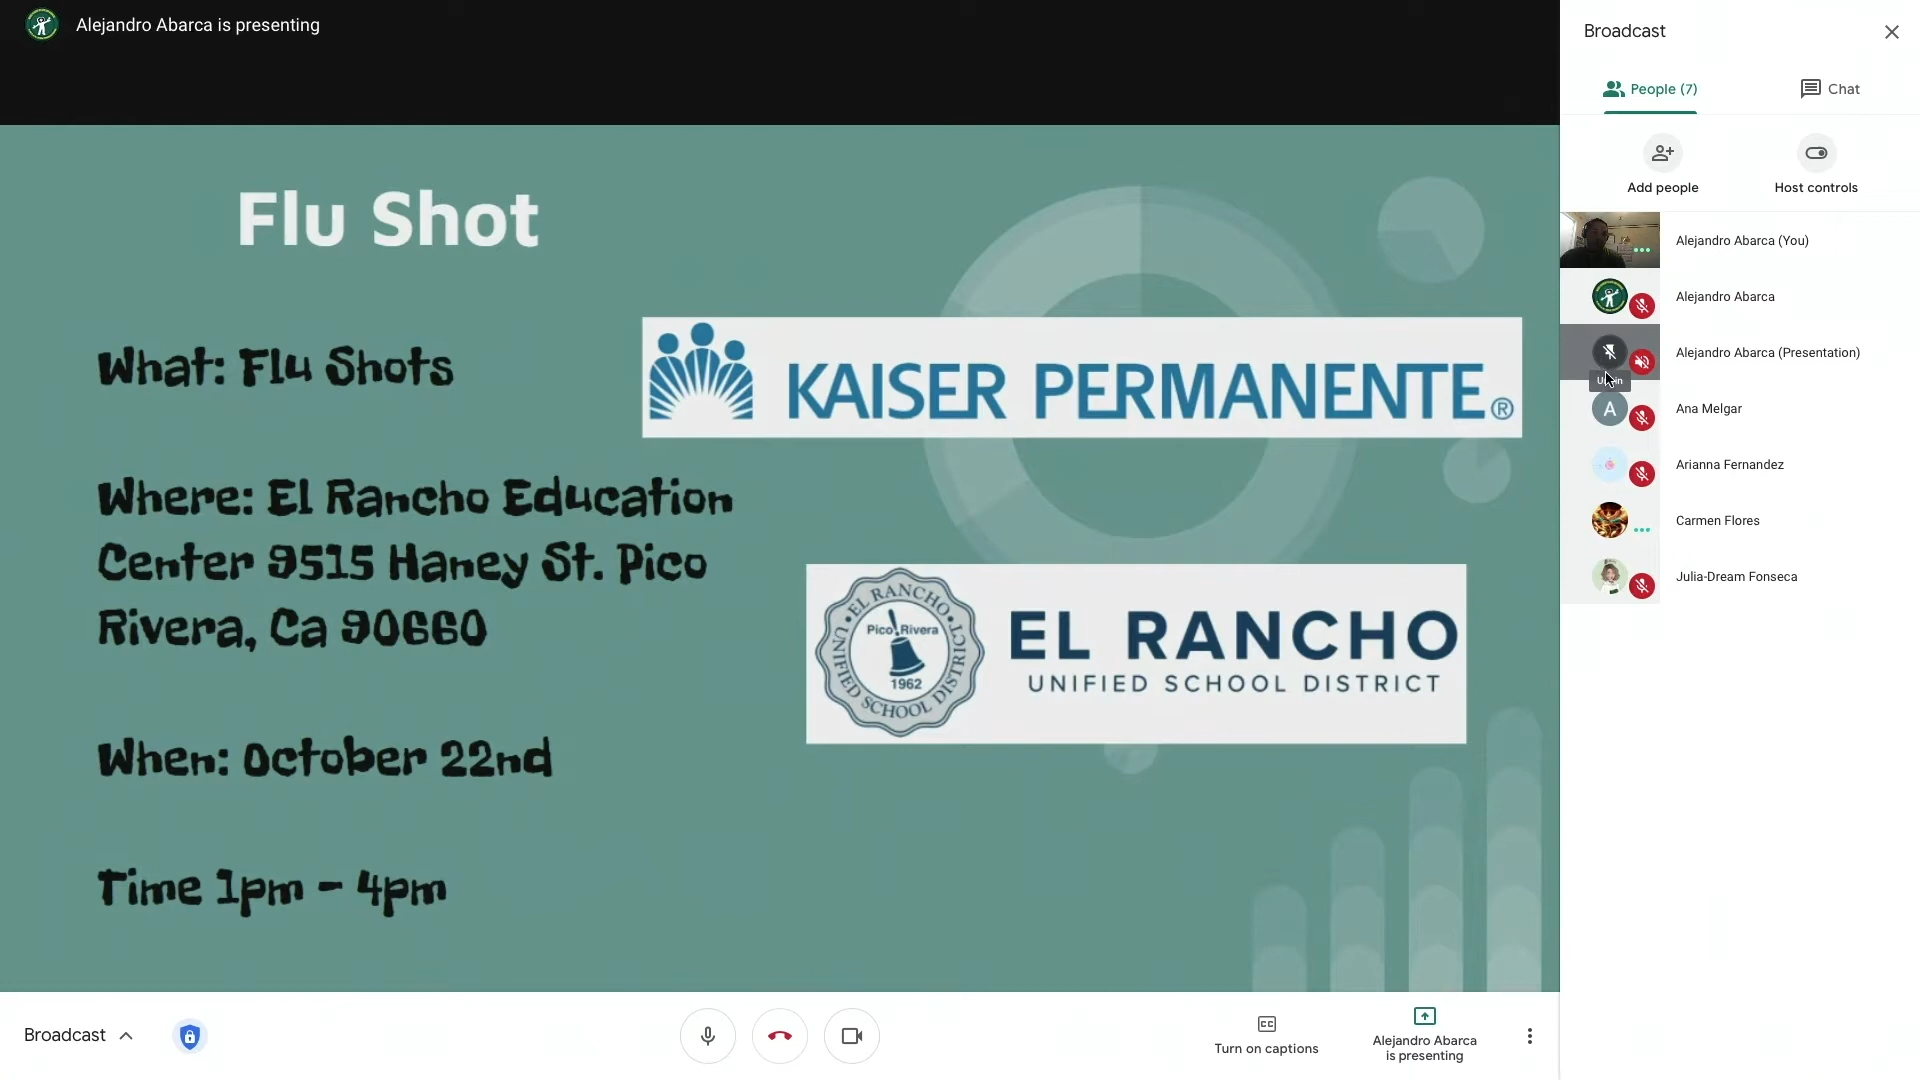 Alejandro Abarca is presenting
Flu Shot
What: Flu Shots
Where: El Rancho Education
Center 9515 Haney St. Pico
Rivera, Ca 90660
When: October 22nd
Time 1pm - 4pm
KAISER PERMANENTE®
EL RANCHO
UNIFIED SCHOOL DISTRICT
Pico Rivera
1962
EL RANCHO
UNIFIED SCHOOL DISTRICT
Broadcast
People (7)
Chat
Add people
Host controls
Alejandro Abarca (You)
Alejandro Abarca
Alejandro Abarca (Presentation)
A
Ana Melgar
Arianna Fernandez
Carmen Flores
Julia-Dream Fonseca
Broadcast
CC
Turn on captions
Alejandro Abarca
is presenting